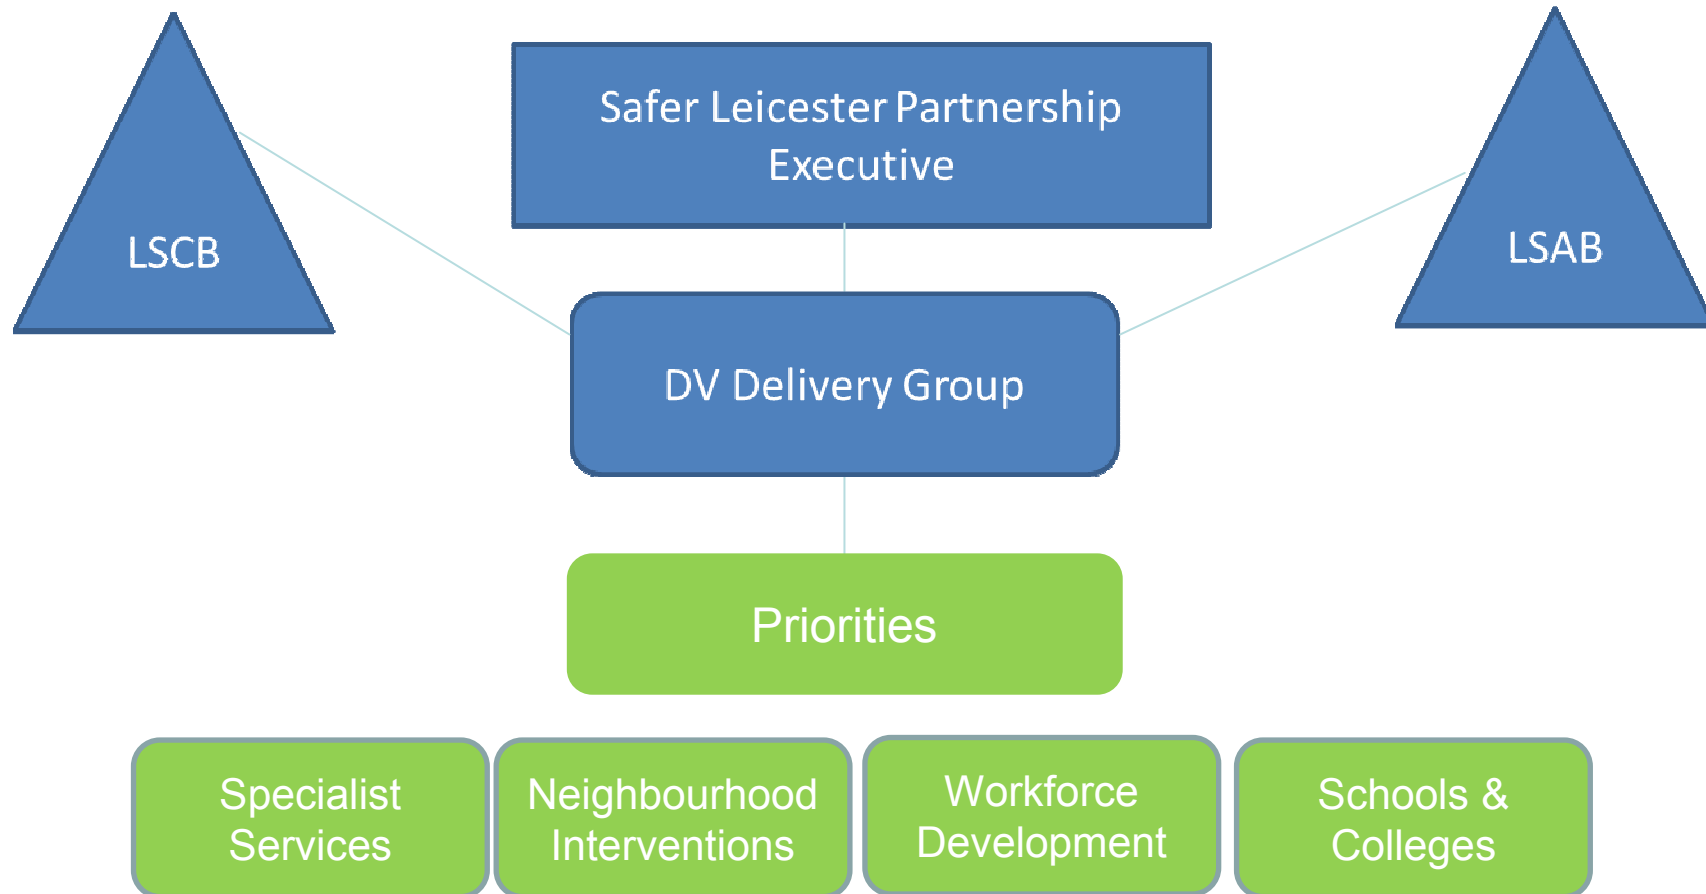 Safer Leicester Partnership
Executive
LSCB
LSAB
DV Delivery Group
Priorities
Specialist
Services
Neighbourhood
Interventions
Workforce
Development
Schools &
Colleges